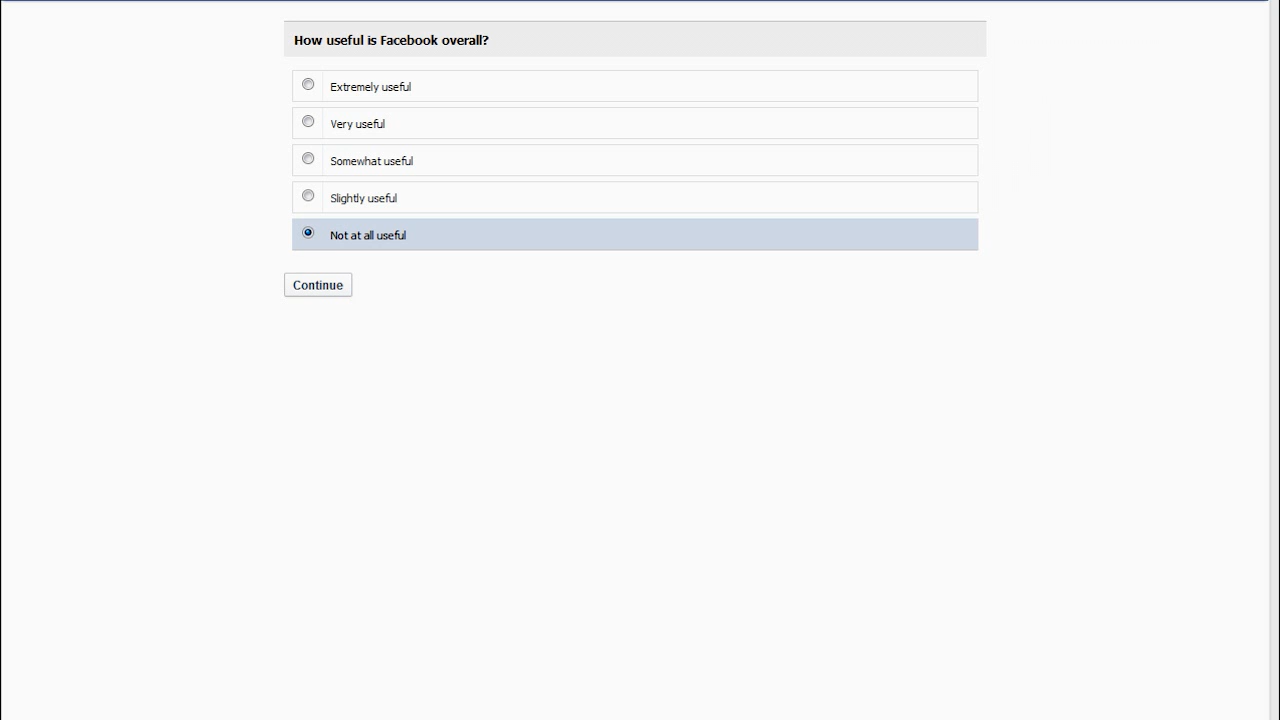 How useful is Facebook overall?
Extremely useful
Very useful
Somewhat useful
Slightly useful
Not at all useful
Continue